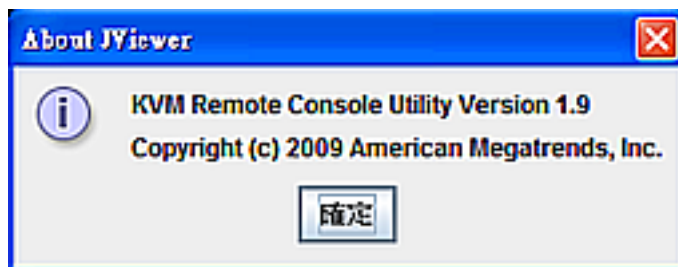 About JViewer
KVM Remote Console Utility Version 1.9
Copyright (c) 2009 American Megatrends, Inc.
確定